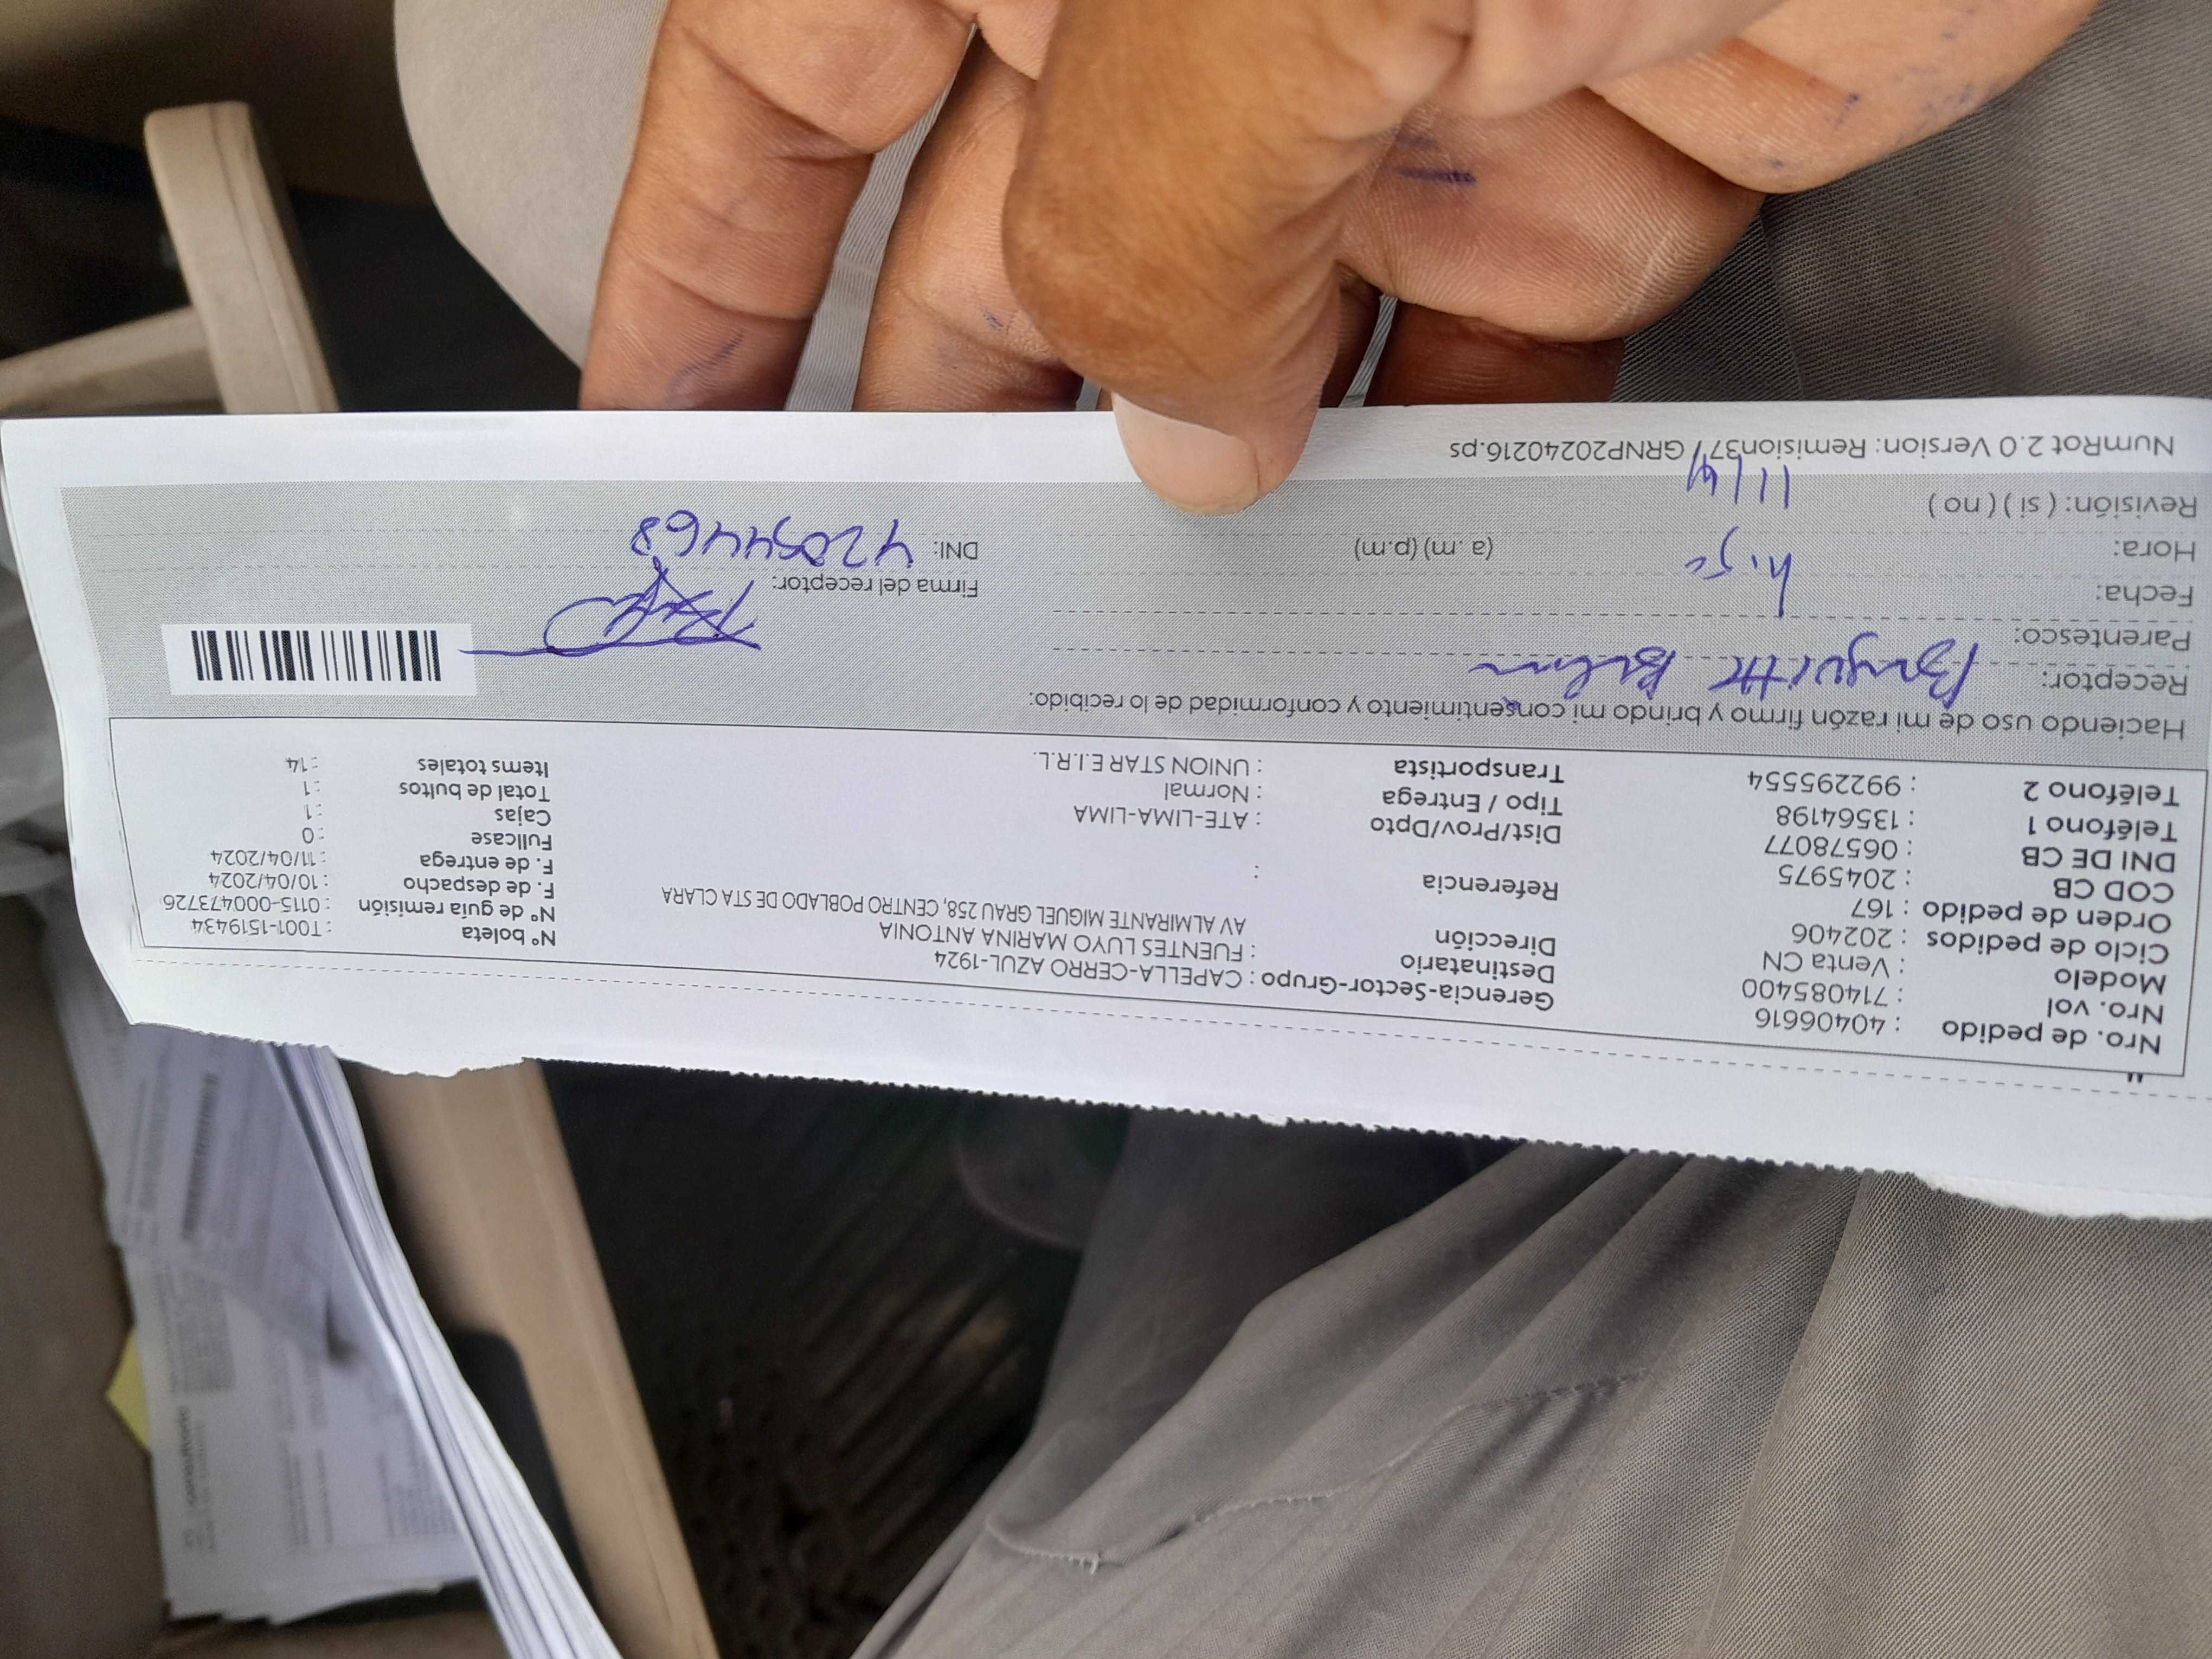 Nro. de pedido : 40406616 Gerencia-Sector-Grupo : CAPELLA-CERRO AZUL-1924 Nº boleta : T001-1519434
Nro. vol : 714085400 Destinatario : FUENTES LUYO MARINA ANTONIA Nº de guía remisión : 0115-0000473726
Modelo : Venta CN Dirección AV ALMIRANTE MIGUEL GRAU 258, CENTRO POBLADO DE STA CLARA F. de despacho : 10/04/2024
Ciclo de pedidos : 202406 Referencia : F. de entrega : 11/04/2024
Orden de pedido : 167 Dist/Prov/Dpto : ATE-LIMA-LIMA Fullcase : 0
COD CB : 2045975 Tipo / Entrega : Normal Cajas : 1
DNI DE CB : 06578077 Transportista : UNION STAR E.I.R.L. Total de bultos : 1
Teléfono 1 : 13564198 Items totales : 14
Teléfono 2 : 992295554
Haciendo uso de mi razón firmo y brindo mi consentimiento y conformidad de lo recibido:
Receptor:
Parentesco: hijo
Fecha: Firma del receptor:
Hora: (a. m) (p.m) DNI: 42054468
Revisión: ( si ) ( no ) 11/4
NumRot 2.0 Version: Remision37 / GRNP20240216.ps